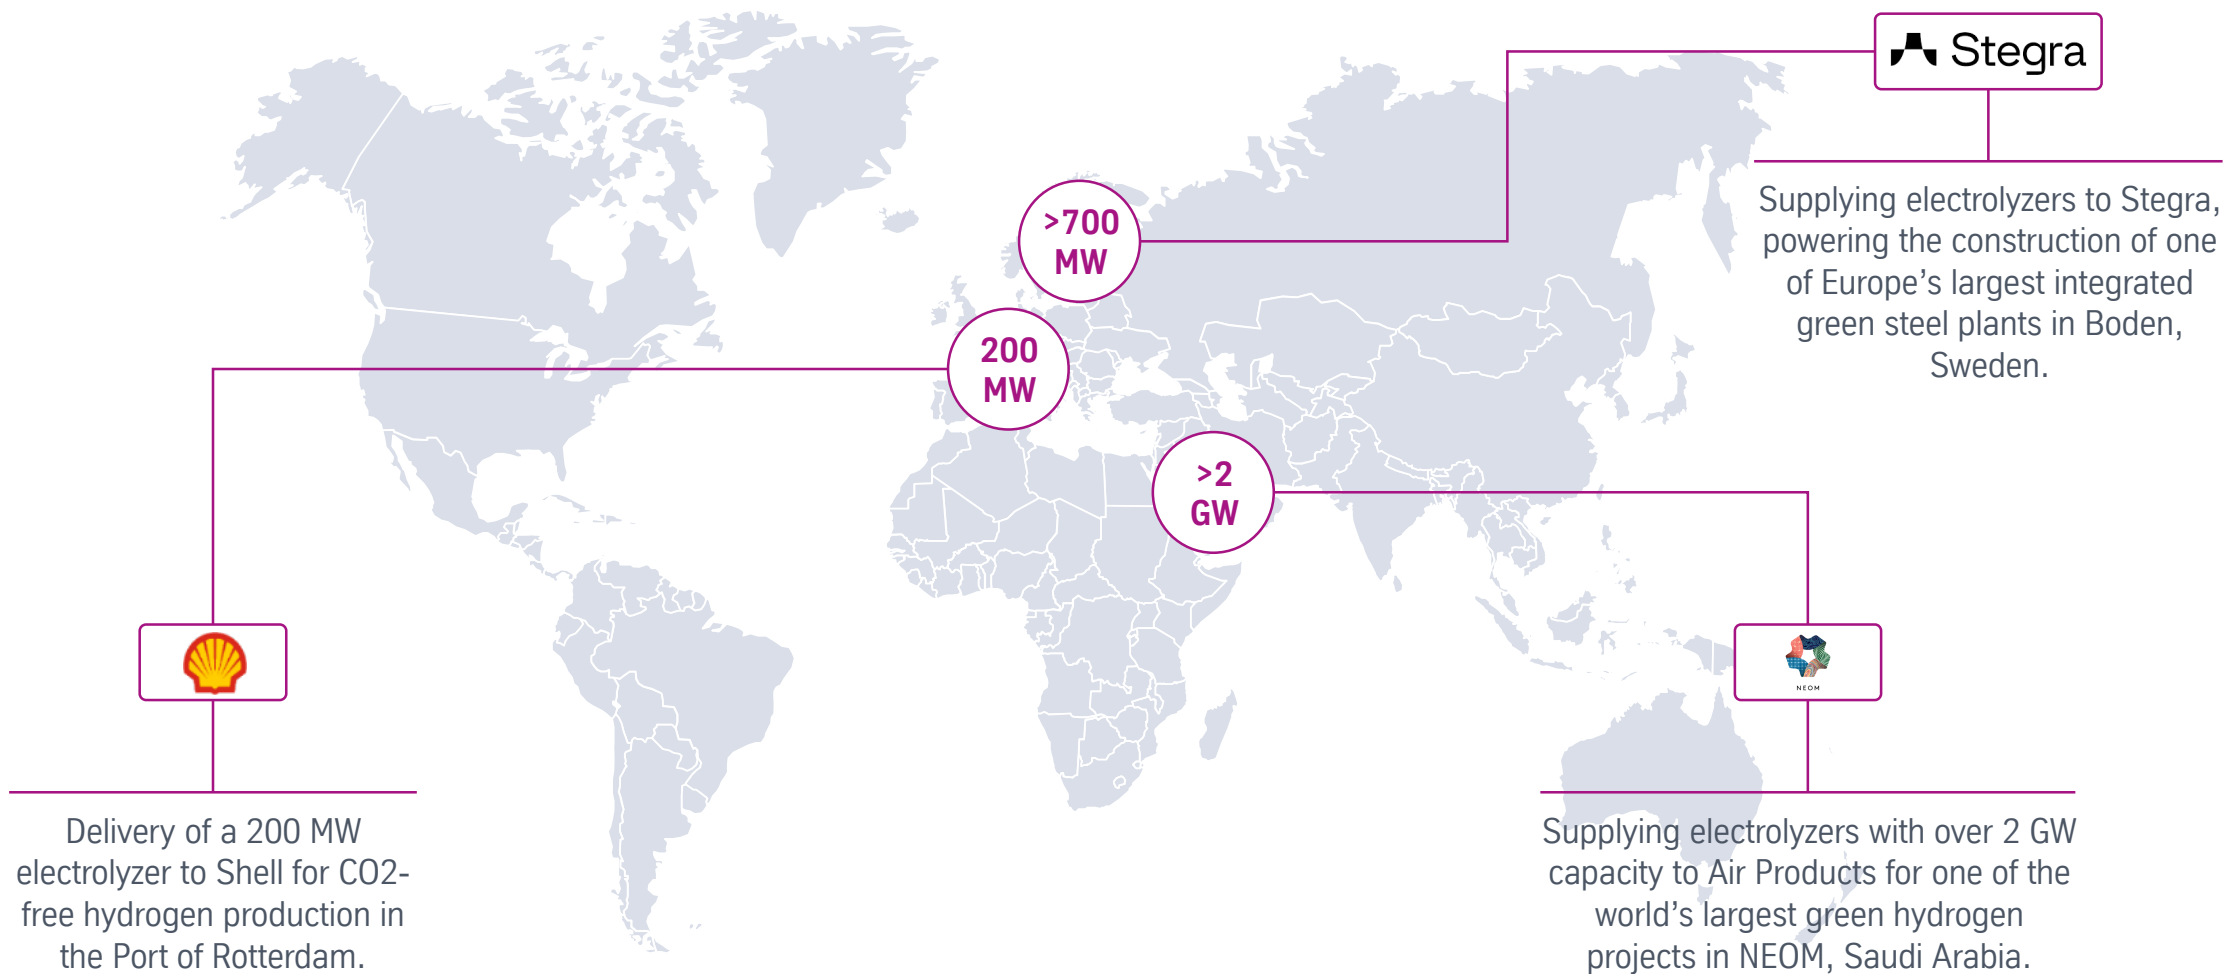 Stegra
Supplying electrolyzers to Stegra,
powering the construction of one
of Europe’s largest integrated
green steel plants in Boden,
Sweden.
>700
MW
200
MW
>2
GW
NEOM
Delivery of a 200 MW
electrolyzer to Shell for CO2-
free hydrogen production in
the Port of Rotterdam.
Supplying electrolyzers with over 2 GW
capacity to Air Products for one of the
world’s largest green hydrogen
projects in NEOM, Saudi Arabia.